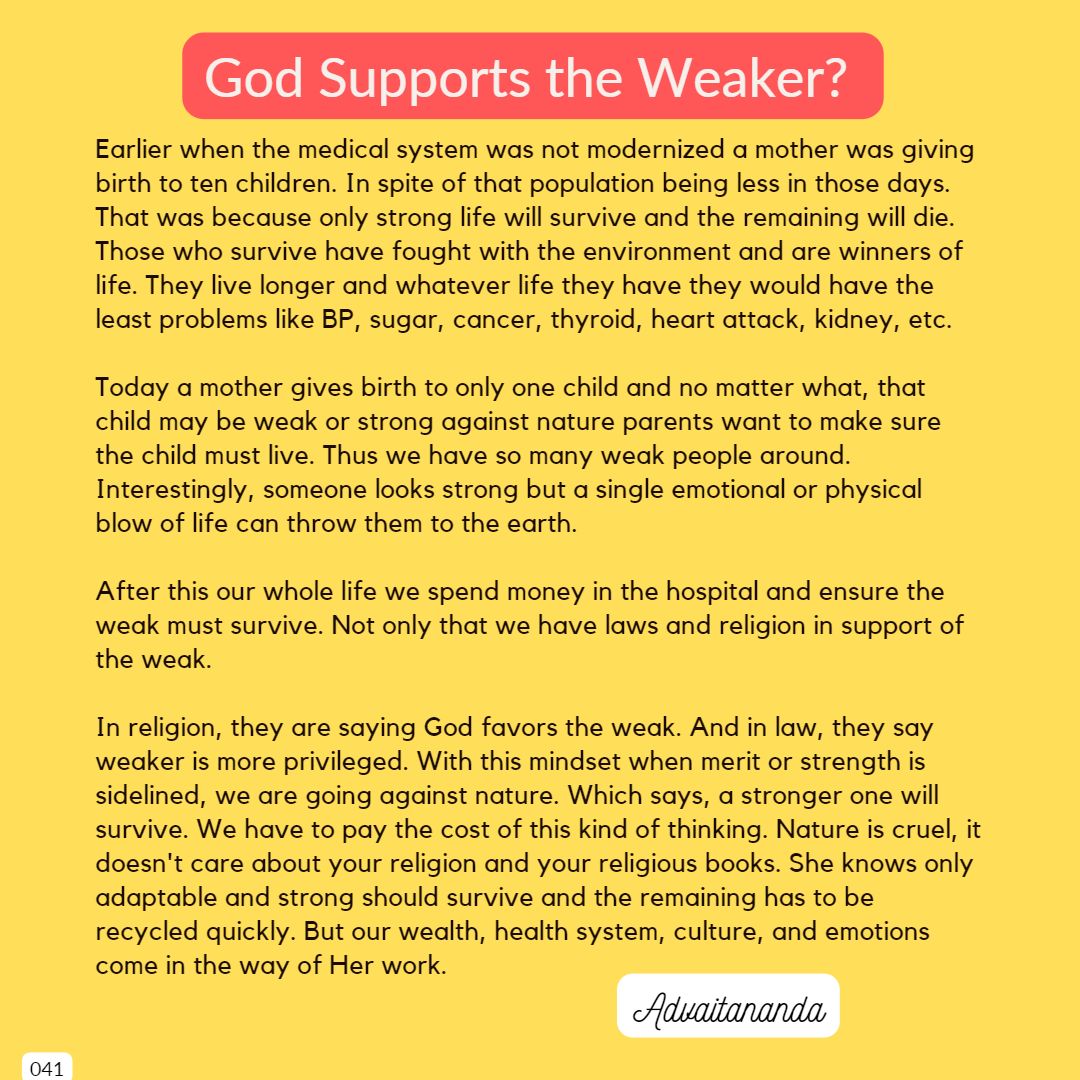 God Supports the Weaker?
Earlier when the medical system was not modernized a mother was giving
birth to ten children. In spite of that population being less in those days.
That was because only strong life will survive and the remaining will die.
Those who survive have fought with the environment and are winners of
life. They live longer and whatever life they have they would have the
least problems like BP, sugar, cancer, thyroid, heart attack, kidney, etc.
Today a mother gives birth to only one child and no matter what, that
child may be weak or strong against nature parents want to make sure
the child must live. Thus we have so many weak people around.
Interestingly, someone looks strong but a single emotional or physical
blow of life can throw them to the earth.
After this our whole life we spend money in the hospital and ensure the
weak must survive. Not only that we have laws and religion in support of
the weak.
In religion, they are saying God favors the weak. And in law, they say
weaker is more privileged. With this mindset when merit or strength is
sidelined, we are going against nature. Which says, a stronger one will
survive. We have to pay the cost of this kind of thinking. Nature is cruel, it
doesn't care about your religion and your religious books. She knows only
adaptable and strong should survive and the remaining has to be
recycled quickly. But our wealth, health system, culture, and emotions
come in the way of Her work.
Advaitananda
041